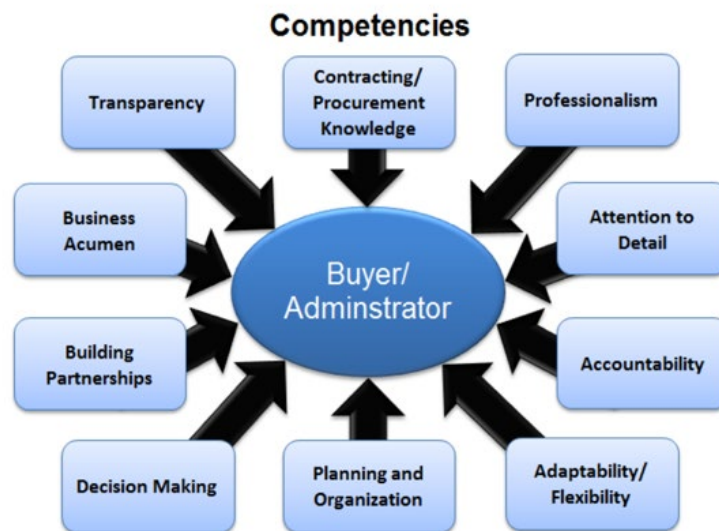 Competencies
Transparency
Contracting/
Procurement
Knowledge
Professionalism
Business
Acumen
Attention to
Detail
Buyer/
Adminstrator
Building
Partnerships
Accountability
Decision Making
Planning and
Organization
Adaptability/
Flexibility